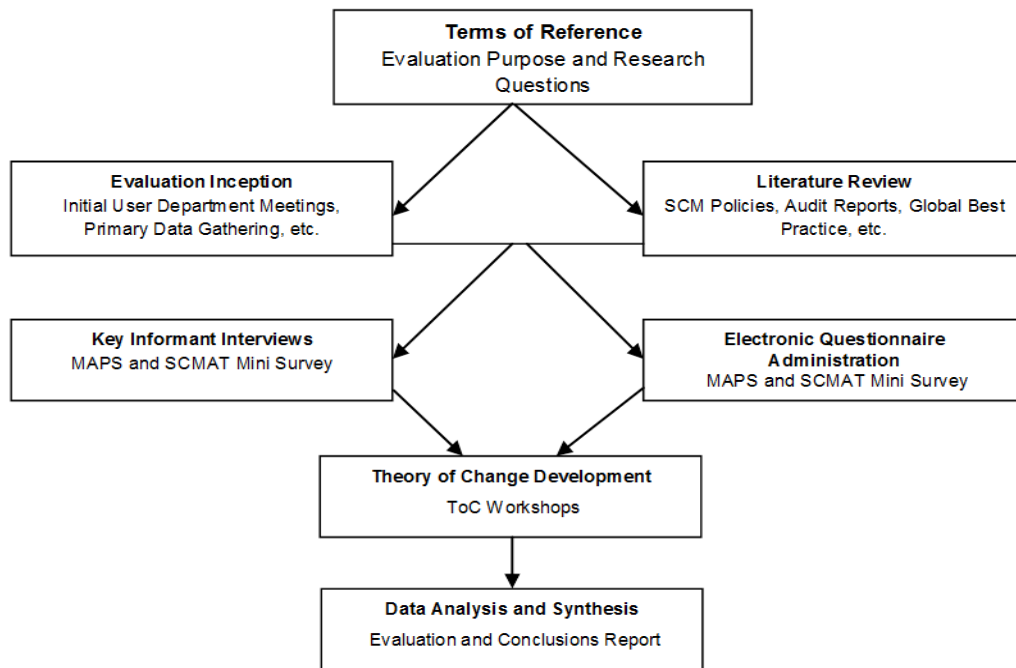 Terms of Reference
Evaluation Purpose and Research
Questions
Evaluation Inception
Initial User Department Meetings,
Primary Data Gathering, etc.
Literature Review
SCM Policies, Audit Reports, Global Best
Practice, etc.
Key Informant Interviews
MAPS and SCMAT Mini Survey
Electronic Questionnaire
Administration
MAPS and SCMAT Mini Survey
Theory of Change Development
ToC Workshops
Data Analysis and Synthesis
Evaluation and Conclusions Report